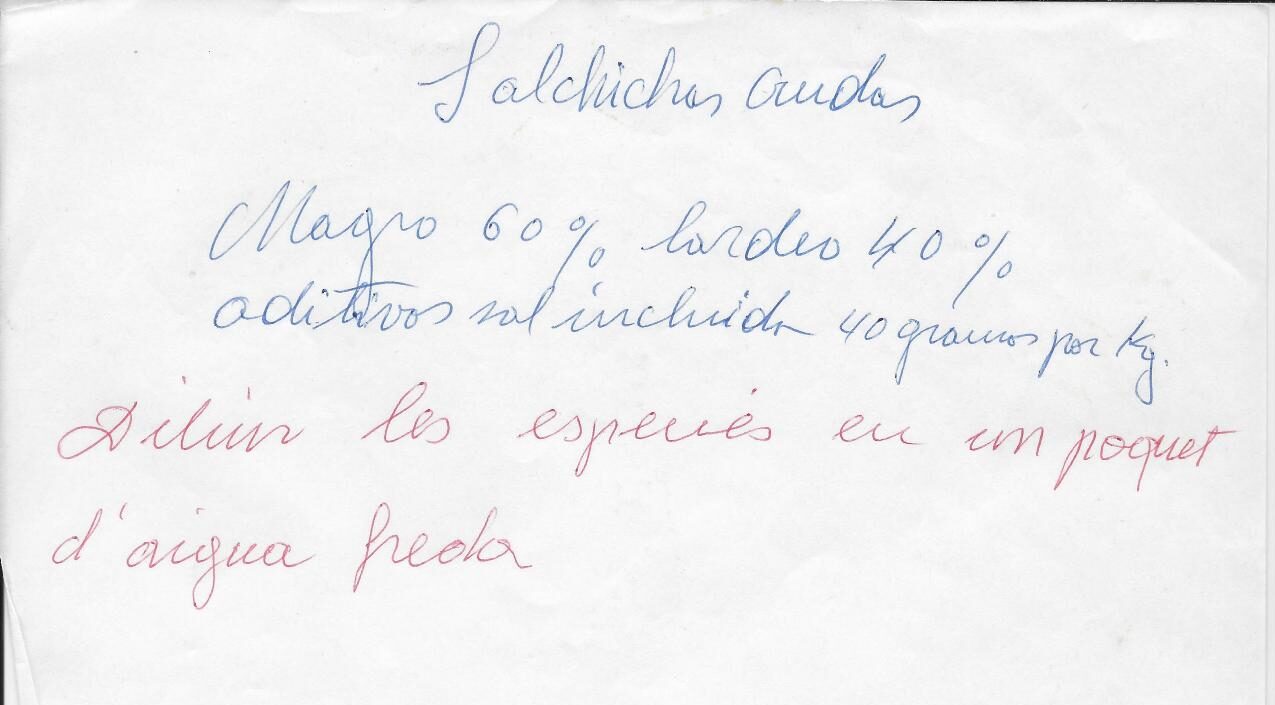 Salchichas crudas
Magro 60% lardeo 40%
aditivos sal incluida 40 gramos por Kg.
Diluir les especies en un poquet
d'aigua freda